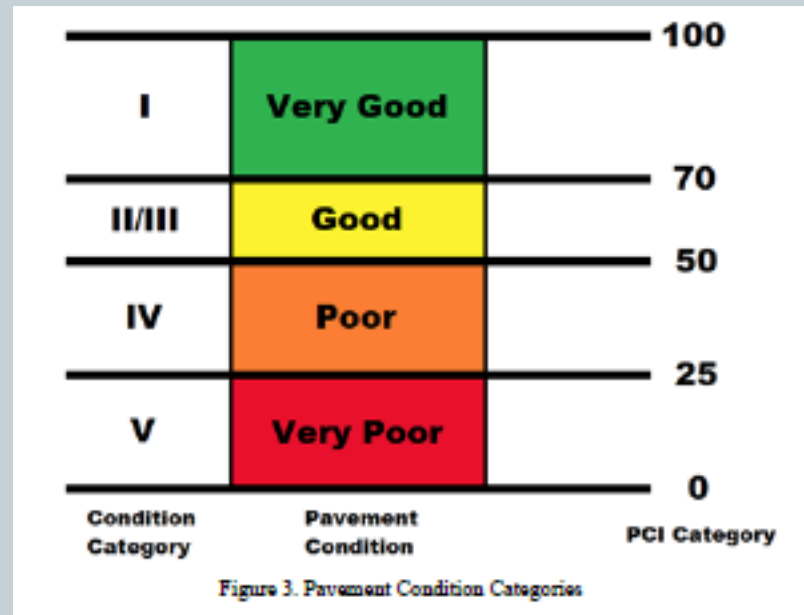 100
I Very Good
70
II/III Good
50
IV Poor
25
V Very Poor
0
Condition Category
Pavement Condition
PCI Category
Figure 3. Pavement Condition Categories